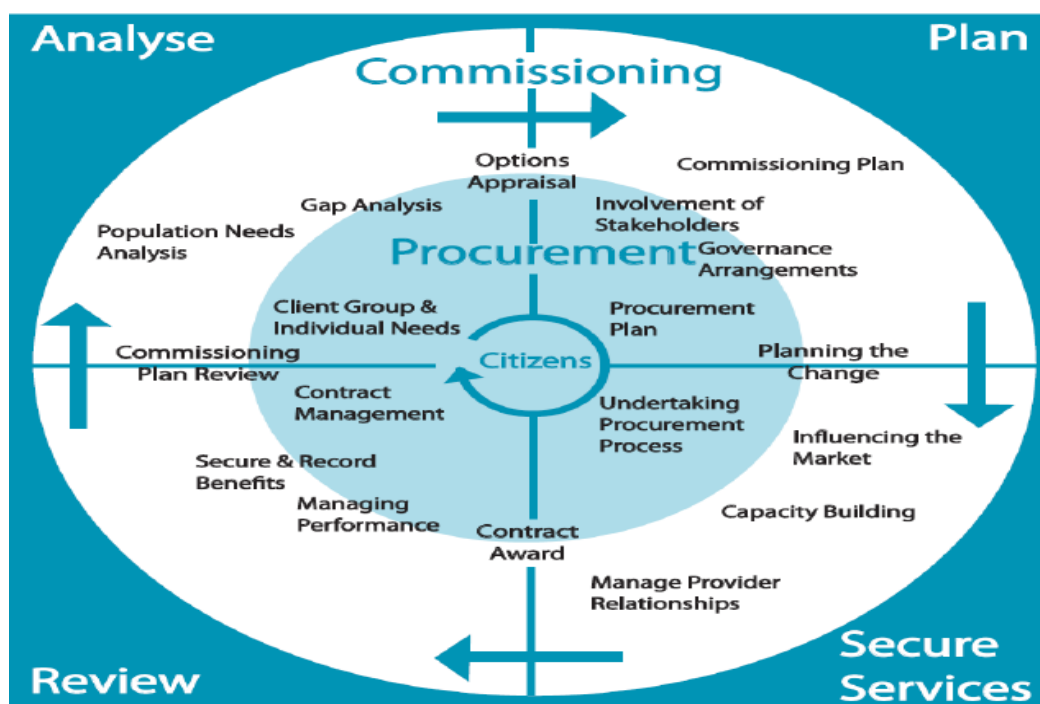 Analyse
Plan
Commissioning
Options
Appraisal
Commissioning Plan
Gap Analysis
Involvement of
Stakeholders
Population Needs
Analysis
Procurement
Governance
Arrangements
Client Group &
Individual Needs
Procurement
Plan
Commissioning
Plan Review
Citizens
Planning the
Change
Contract
Management
Undertaking
Procurement
Process
Influencing the
Market
Secure & Record
Benefits
Managing
Performance
Capacity Building
Contract
Award
Manage Provider
Relationships
Review
Secure
Services